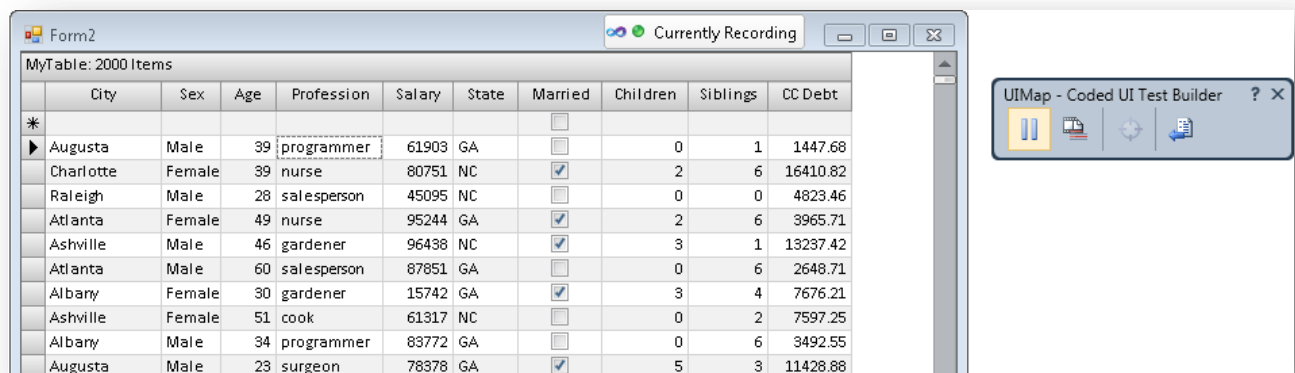 Form2 Currently Recording
MyTable: 2000 Items
City Sex Age Profession Salary State Married Children Siblings CC Debt
Augusta Male 39 programmer 61903 GA 0 1 1447.68
Charlotte Female 39 nurse 80751 NC 2 6 16410.82
Raleigh Male 28 salesperson 45095 NC 0 0 4823.46
Atlanta Female 49 nurse 95244 GA 2 6 3965.71
Ashville Male 46 gardener 96438 NC 3 1 13237.42
Atlanta Male 60 salesperson 87851 GA 0 6 2648.71
Albany Female 30 gardener 15742 GA 3 4 7676.21
Ashville Female 51 cook 61317 NC 0 2 7597.25
Albany Male 34 programmer 83772 GA 0 6 3492.55
Augusta Male 23 surgeon 78378 GA 5 3 11428.88
UIMap - Coded UI Test Builder ?